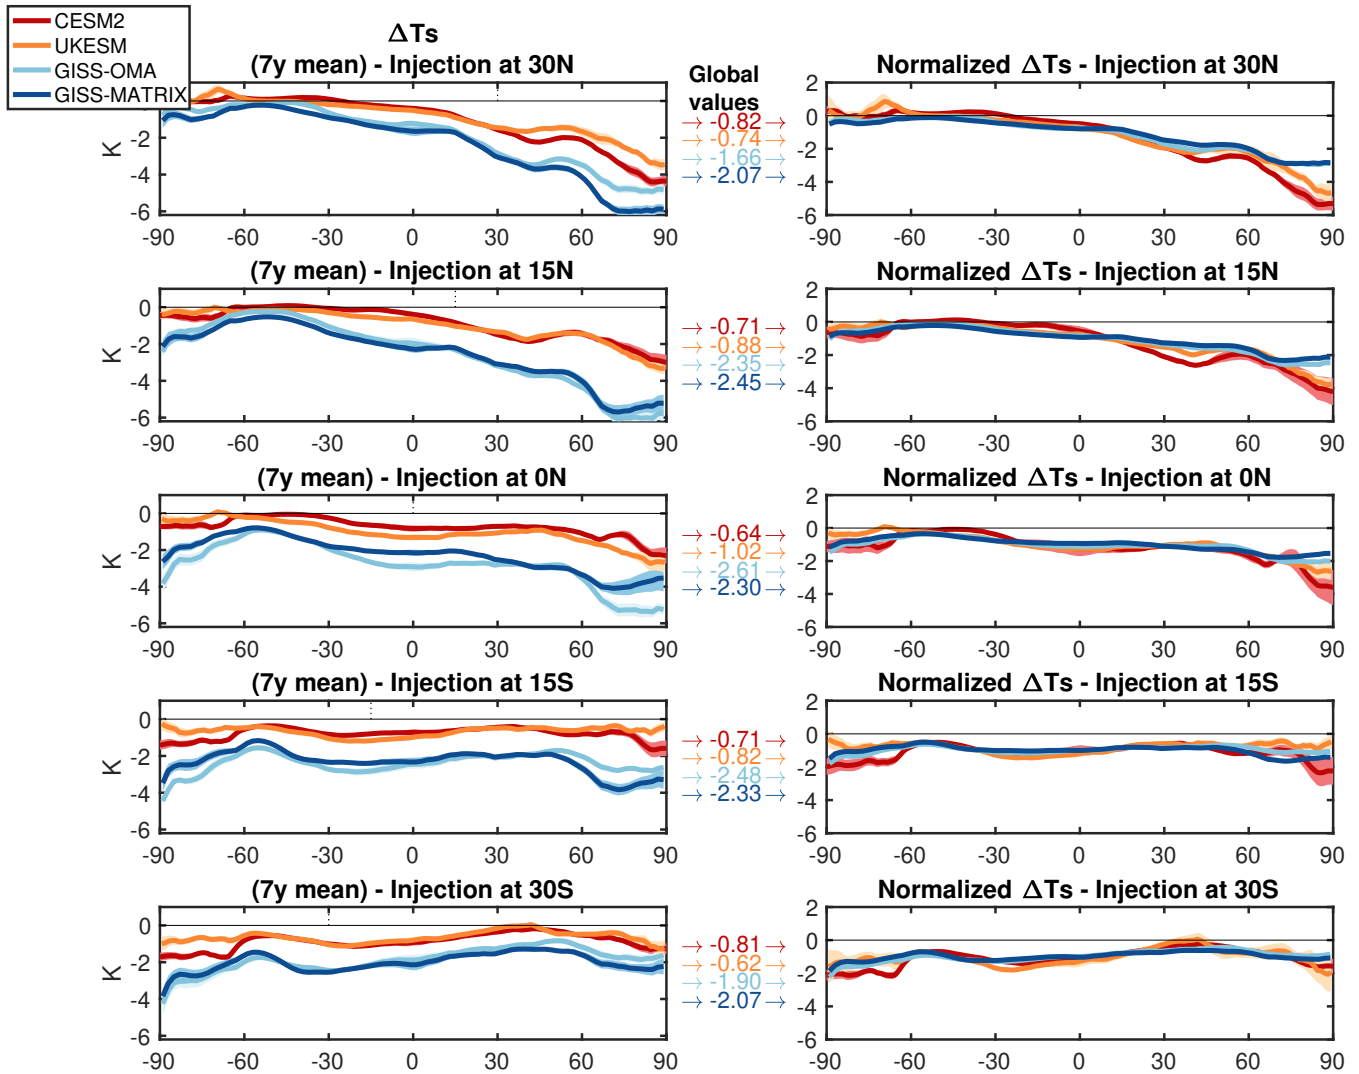 CESM2
UKESM
GISS-OMA
GISS-MATRIX
ΔTs
(7y mean) - Injection at 30N
Global
values
Normalized ΔTs - Injection at 30N
K
0
-2
-4
-6
-90 -60 -30 0 30 60 90
→ -0.82 →
→ -0.74 →
→ -1.66 →
→ -2.07 →
2
0
-2
-4
-6
-90 -60 -30 0 30 60 90
(7y mean) - Injection at 15N
Normalized ΔTs - Injection at 15N
K
0
-2
-4
-6
-90 -60 -30 0 30 60 90
→ -0.71 →
→ -0.88 →
→ -2.35 →
→ -2.45 →
2
0
-2
-4
-6
-90 -60 -30 0 30 60 90
(7y mean) - Injection at 0N
Normalized ΔTs - Injection at 0N
K
0
-2
-4
-6
-90 -60 -30 0 30 60 90
→ -0.64 →
→ -1.02 →
→ -2.61 →
→ -2.30 →
2
0
-2
-4
-6
-90 -60 -30 0 30 60 90
(7y mean) - Injection at 15S
Normalized ΔTs - Injection at 15S
K
0
-2
-4
-6
-90 -60 -30 0 30 60 90
→ -0.71 →
→ -0.82 →
→ -2.48 →
→ -2.33 →
2
0
-2
-4
-6
-90 -60 -30 0 30 60 90
(7y mean) - Injection at 30S
Normalized ΔTs - Injection at 30S
K
0
-2
-4
-6
-90 -60 -30 0 30 60 90
→ -0.81 →
→ -0.62 →
→ -1.90 →
→ -2.07 →
2
0
-2
-4
-6
-90 -60 -30 0 30 60 90